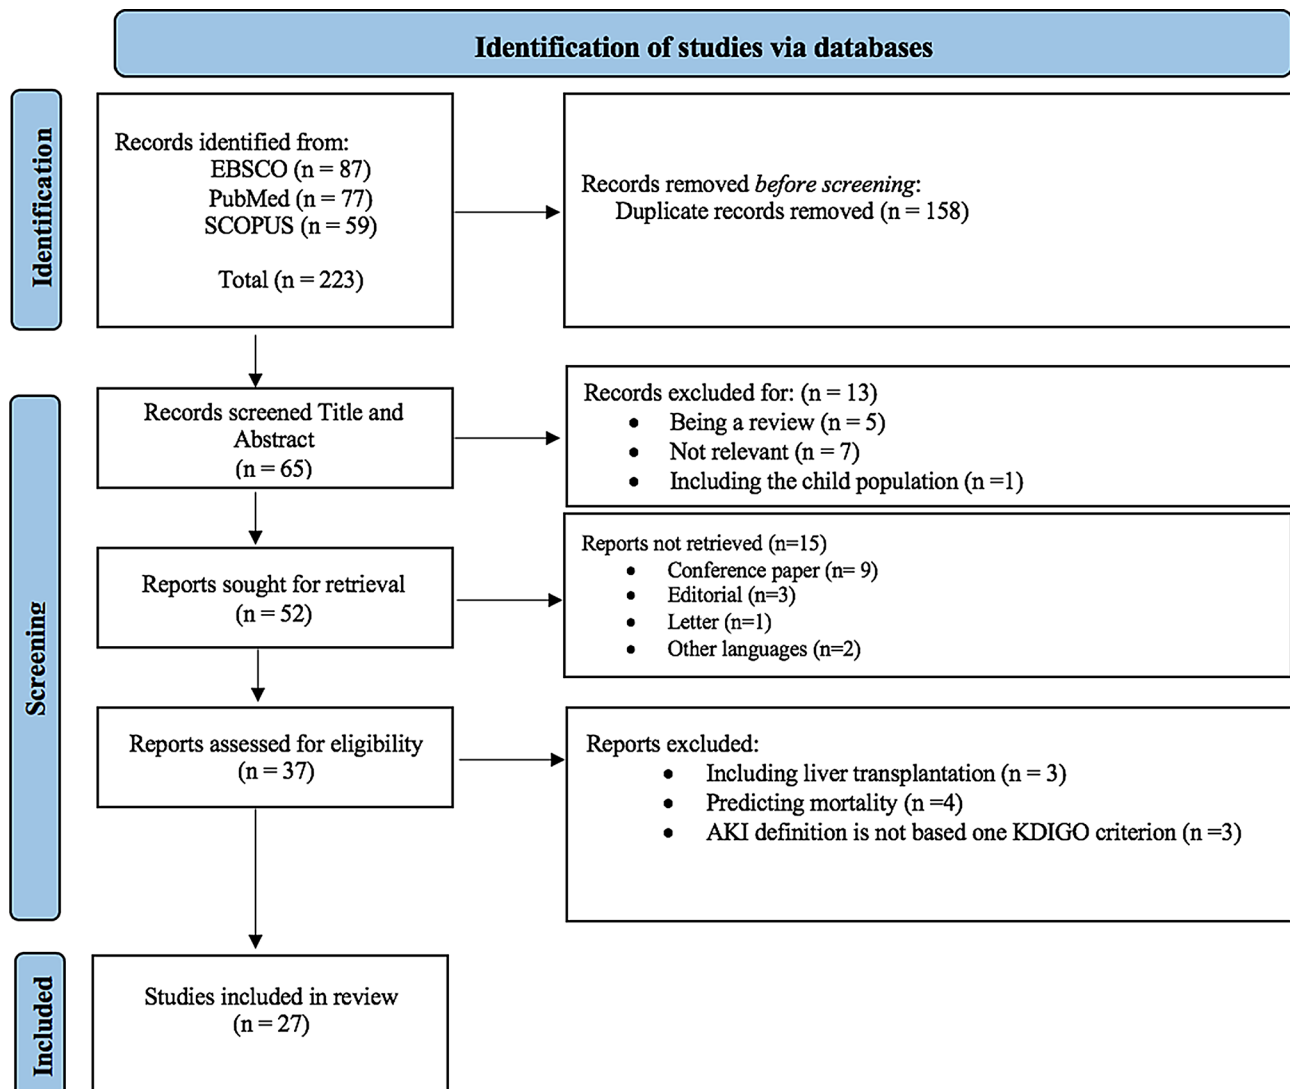 Identification of studies via databases
Identification
Records identified from:
EBSCO (n = 87)
PubMed (n = 77)
SCOPUS (n = 59)
Total (n = 223)
Records removed before screening:
Duplicate records removed (n = 158)
Screening
Records screened Title and
Abstract
(n = 65)
Records excluded for: (n = 13)
• Being a review (n = 5)
• Not relevant (n = 7)
• Including the child population (n =1)
Reports sought for retrieval
(n = 52)
Reports not retrieved (n=15)
• Conference paper (n= 9)
• Editorial (n=3)
• Letter (n=1)
• Other languages (n=2)
Reports assessed for eligibility
(n = 37)
Reports excluded:
• Including liver transplantation (n = 3)
• Predicting mortality (n =4)
• AKI definition is not based one KDIGO criterion (n =3)
Included
Studies included in review
(n = 27)